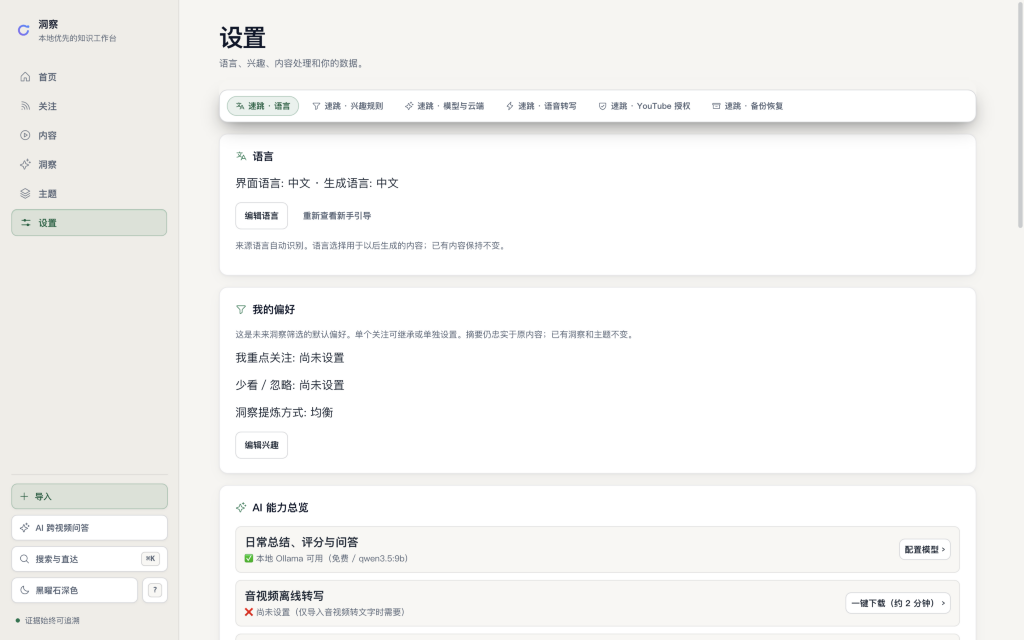 洞察
本地优先的知识工作台
首页
关注
内容
洞察
主题
设置
导入
AI 跨视频问答
搜索与直达 ⌘K
黑曜石深色 ?
证据始终可追溯
设置
语言、兴趣、内容处理和你的数据。
速跳 · 语言 速跳 · 兴趣规则 速跳 · 模型与云端 速跳 · 语音转写 速跳 · YouTube 授权 速跳 · 备份恢复
语言
界面语言: 中文 · 生成语言: 中文
编辑语言 重新查看新手引导
来源语言自动识别。语言选择用于以后生成的内容；已有内容保持不变。
我的偏好
这是未来洞察筛选的默认偏好。单个关注可继承或单独设置。摘要仍忠实于原内容；已有洞察和主题不变。
我重点关注: 尚未设置
少看 / 忽略: 尚未设置
洞察提炼方式: 均衡
编辑兴趣
AI 能力总览
日常总结、评分与问答
✅ 本地 Ollama 可用（免费 / qwen3.5:9b）
配置模型 ›
音视频离线转写
❌ 尚未设置（仅导入音视频转文字时需要）
一键下载（约 2 分钟） ›